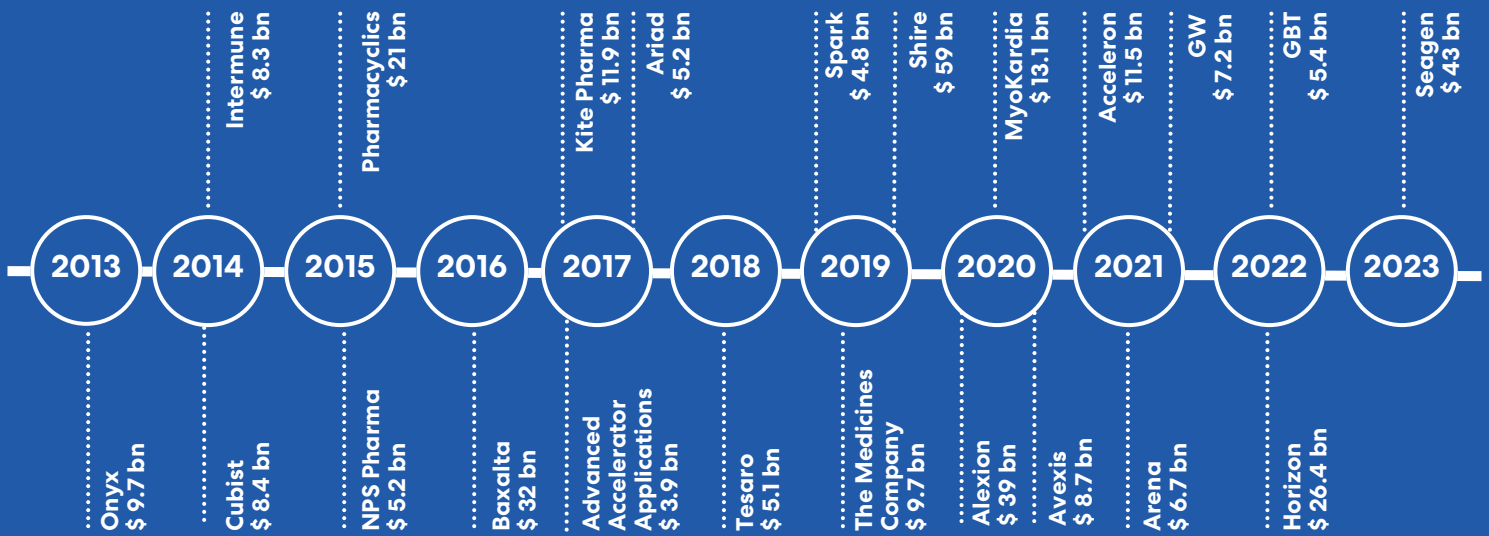 Intermune
$ 8.3 bn
Pharmacyclics
$ 21 bn
Kite Pharma
$ 11.9 bn
Ariad
$ 5.2 bn
Spark
$ 4.8 bn
Shire
$ 59 bn
MyoKardia
$ 13.1 bn
Acceleron
$ 11.5 bn
GW
$ 7.2 bn
GBT
$ 5.4 bn
Seagen
$ 43 bn
2013
2014
2015
2016
2017
2018
2019
2020
2021
2022
2023
Onyx
$ 9.7 bn
Cubist
$ 8.4 bn
NPS Pharma
$ 5.2 bn
Baxalta
$ 32 bn
Advanced
Accelerator
Applications
$ 3.9 bn
Tesaro
$ 5.1 bn
The Medicines
Company
$ 9.7 bn
Alexion
$ 39 bn
Avexis
$ 8.7 bn
Arena
$ 6.7 bn
Horizon
$ 26.4 bn